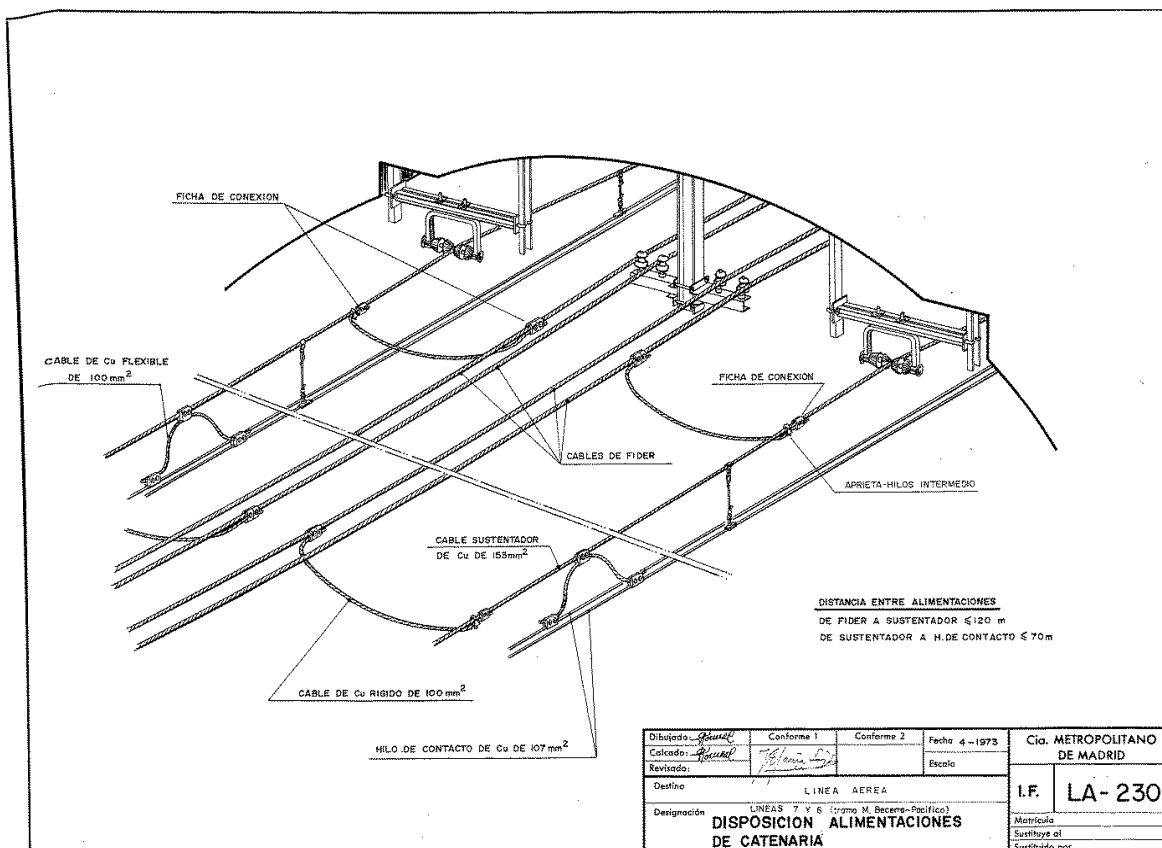 FICHA DE CONEXION
CABLE DE Cu FLEXIBLE
DE 100 mm²
FICHA DE CONEXION
CABLES DE FIDER
APRIETA-HILOS INTERMEDIO
CABLE SUSTENTADOR
DE Cu DE 153mm²
DISTANCIA ENTRE ALIMENTACIONES
DE FIDER A SUSTENTADOR ≤120 m
DE SUSTENTADOR A H. DE CONTACTO ≤ 70m
CABLE DE Cu RIGIDO DE 100 mm²
HILO DE CONTACTO DE Cu DE 107 mm²
Dibujado:
Conforme 1
Conforme 2
Fecha 4-1973
Cía. METROPOLITANO
DE MADRID
Calcado:
Revisado:
Escala
Destino
LINEA AEREA
I.F.
LA-230
Designación
LINEAS 7 Y 6 (tramo M. Becerra-Pacifico)
DISPOSICION ALIMENTACIONES
DE CATENARIA
Matrícula
Sustituye al
Sustituido por